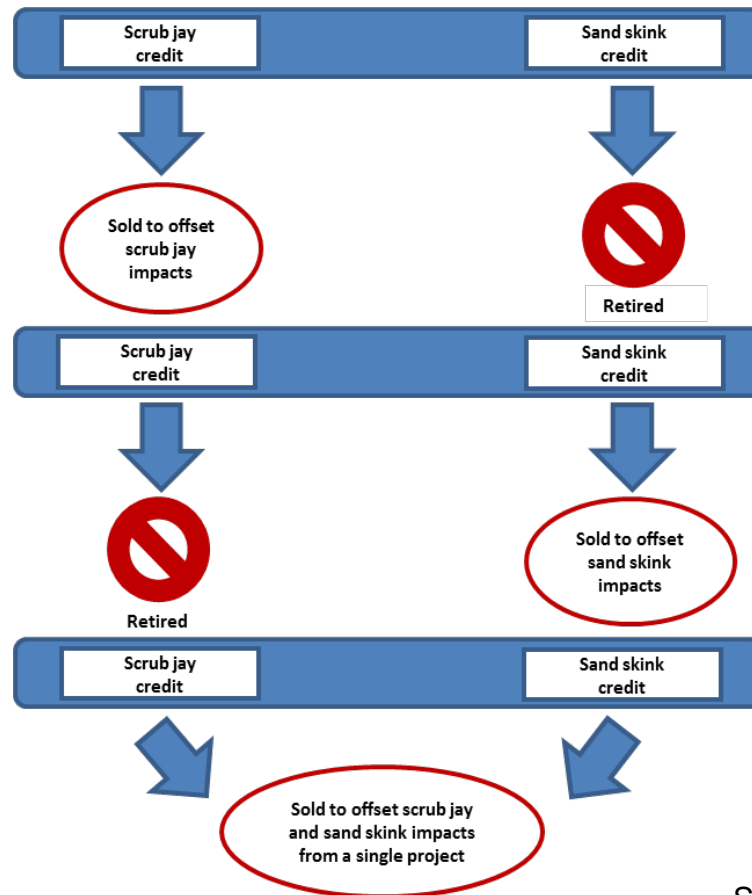 Scrub jay
credit
Sand skink
credit
Sold to offset
scrub jay
impacts
Retired
Scrub jay
credit
Sand skink
credit
Retired
Sold to offset
sand skink
impacts
Scrub jay
credit
Sand skink
credit
Sold to offset scrub jay
and sand skink impacts
from a single project